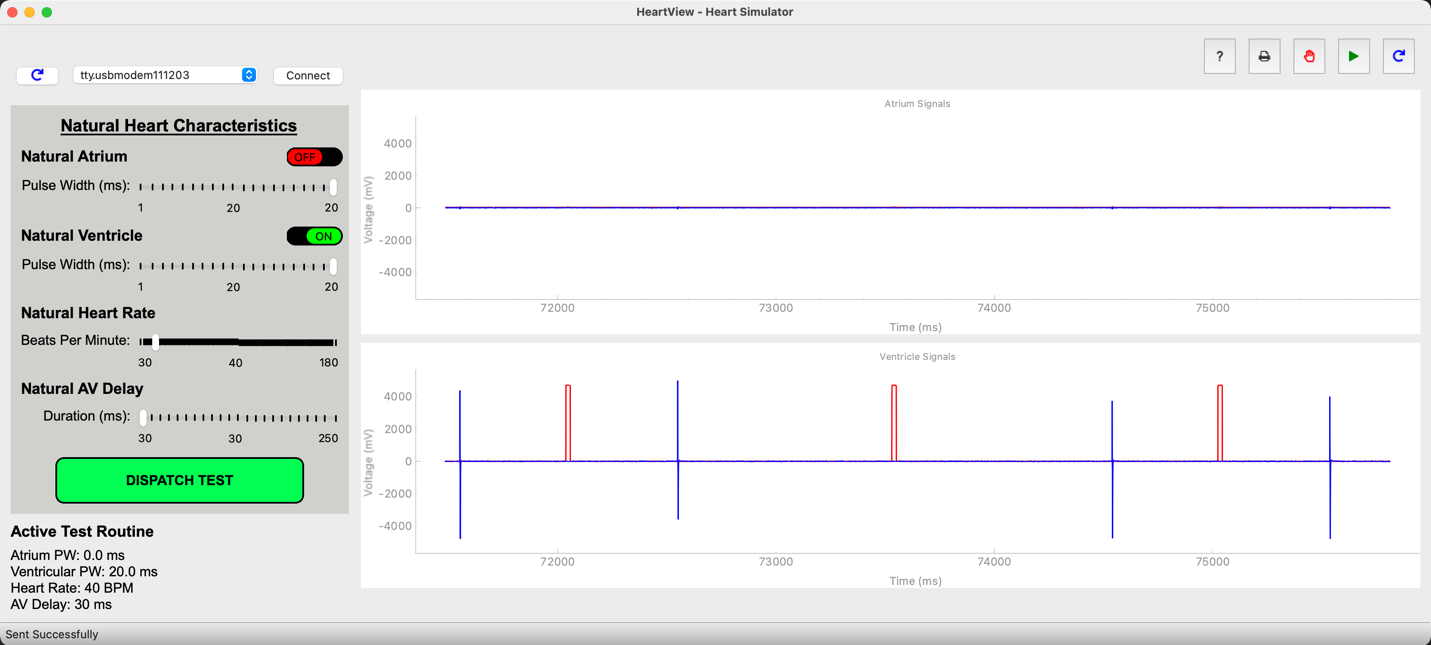 HeartView - Heart Simulator
?
tty.usbmodem111203
Connect
Natural Heart Characteristics
Natural Atrium
OFF
Pulse Width (ms):
1 20 20
Natural Ventricle
ON
Pulse Width (ms):
1 20 20
Natural Heart Rate
Beats Per Minute:
30 40 180
Natural AV Delay
Duration (ms):
30 30 250
DISPATCH TEST
Active Test Routine
Atrium PW: 0.0 ms
Ventricular PW: 20.0 ms
Heart Rate: 40 BPM
AV Delay: 30 ms
Atrium Signals
Voltage (mV)
4000
2000
0
-2000
-4000
72000 73000 74000 75000
Time (ms)
Ventricle Signals
Voltage (mV)
4000
2000
0
-2000
-4000
72000 73000 74000 75000
Time (ms)
Sent Successfully